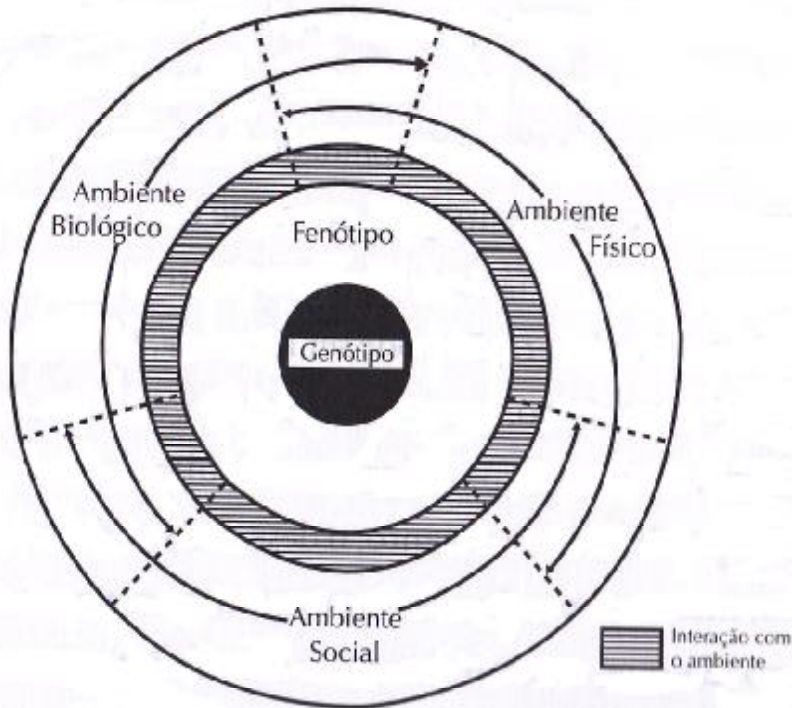 Ambiente
Biológico
Fenótipo
Ambiente
Físico
Genótipo
Ambiente
Social
Interação com
o ambiente